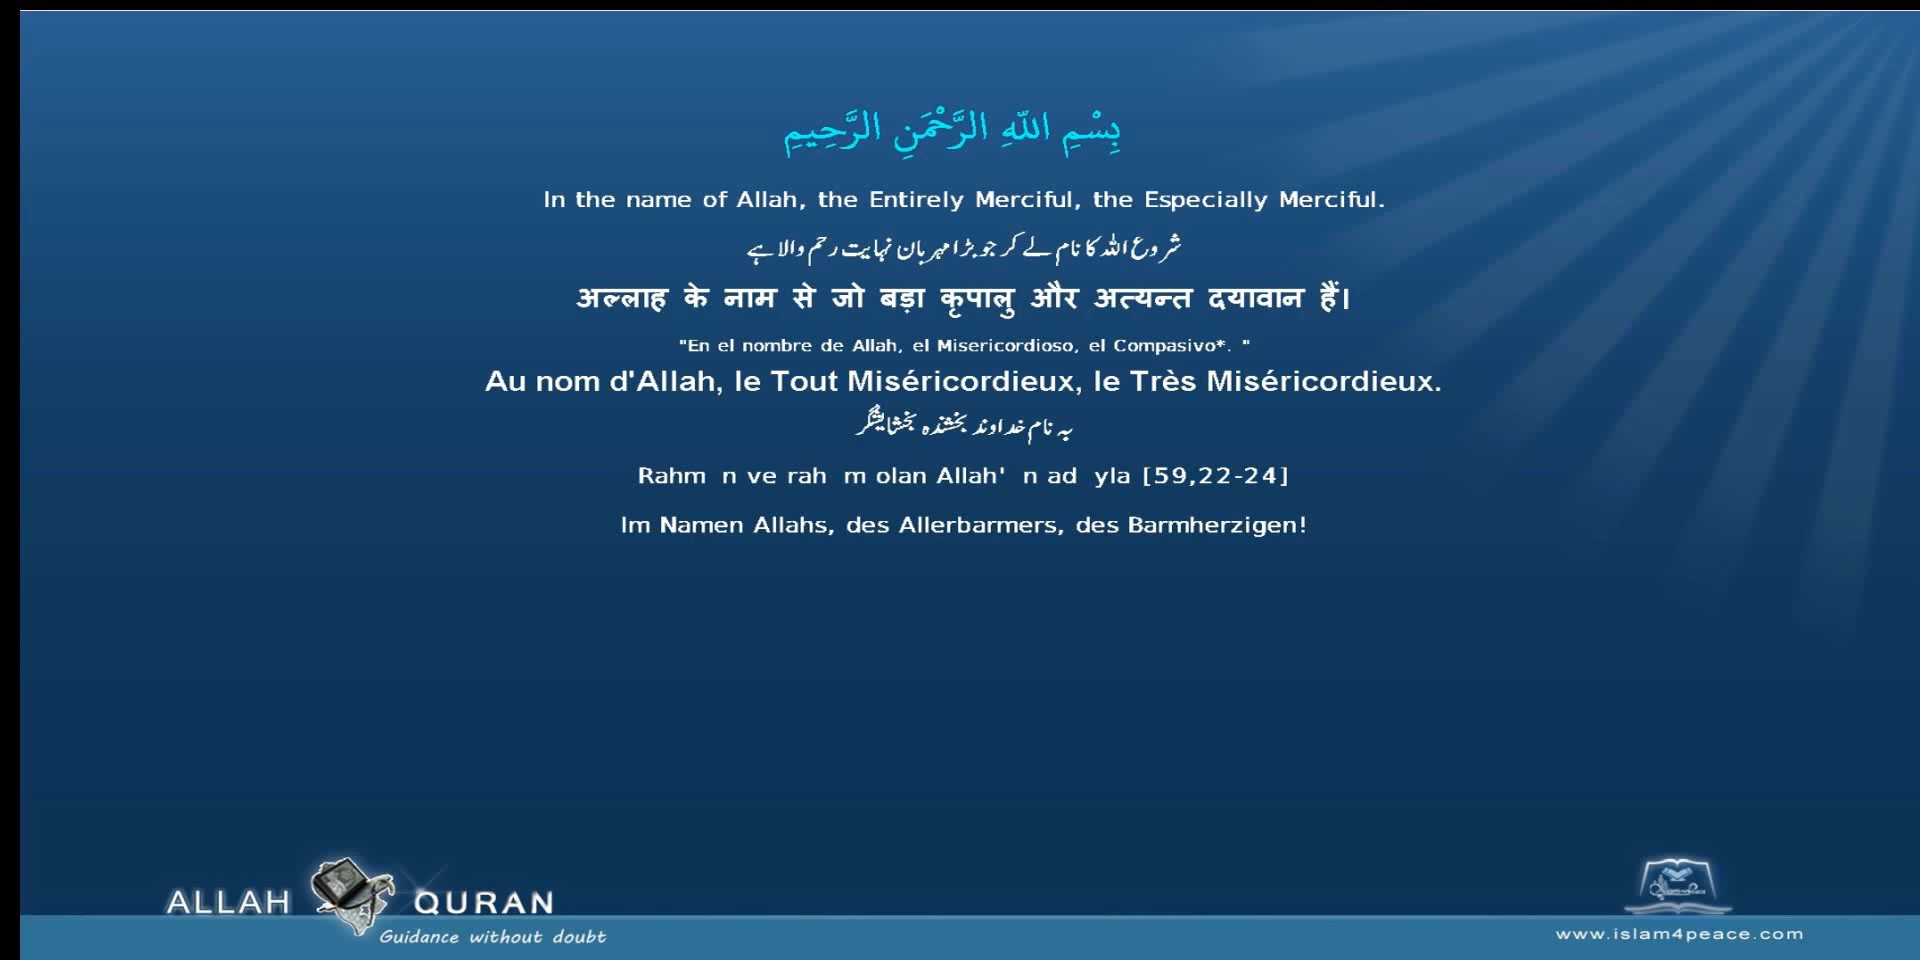 بِسْمِ اللَّهِ الرَّحْمَنِ الرَّحِيمِ
In the name of Allah, the Entirely Merciful, the Especially Merciful.
شروع اللہ کا نام لے کر جو بڑا مہربان نہایت رحم والا ہے
अल्लाह के नाम से जो बड़ा कृपालु और अत्यन्त दयावान हैं।
"En el nombre de Allah, el Misericordioso, el Compasivo*. "
Au nom d'Allah, le Tout Miséricordieux, le Très Miséricordieux.
به نام خداوند بخشنده بخشایشگر
Rahm n ve rah m olan Allah' n ad yla [59,22-24]
Im Namen Allahs, des Allerbarmers, des Barmherzigen!
ALLAH QURAN
Guidance without doubt
www.islam4peace.com